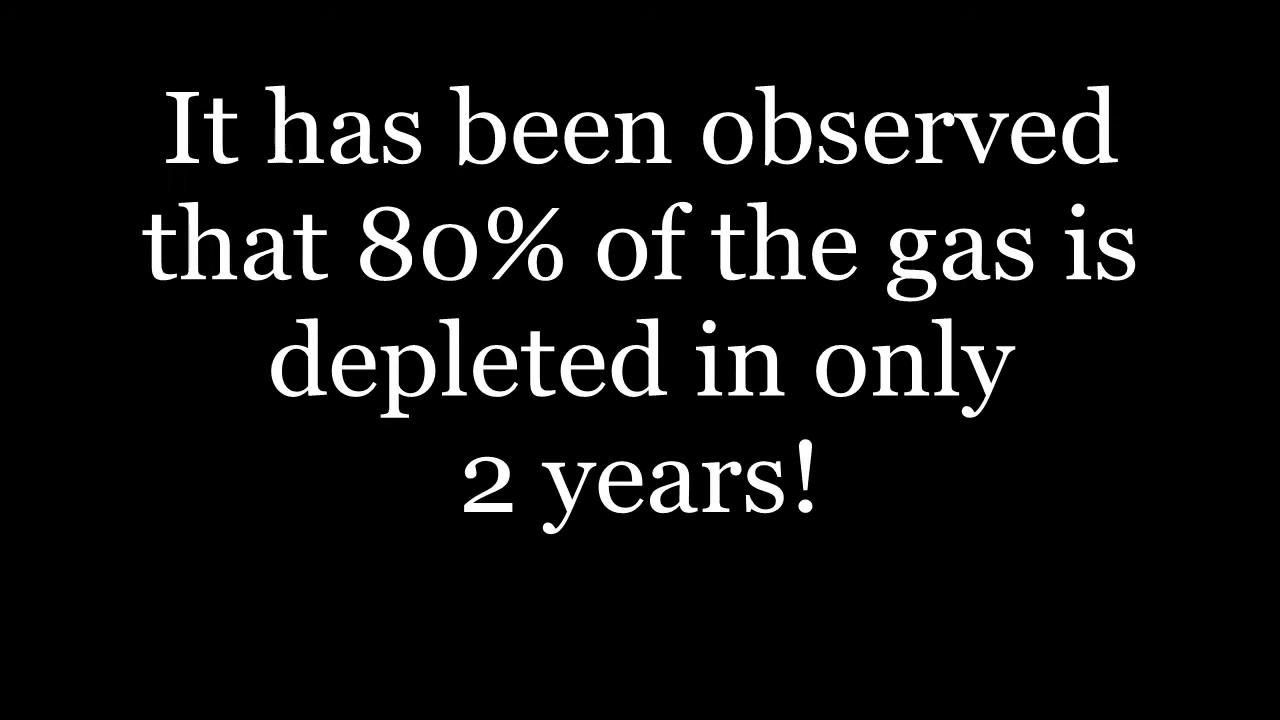 It has been observed
that 80% of the gas is
depleted in only
2 years!